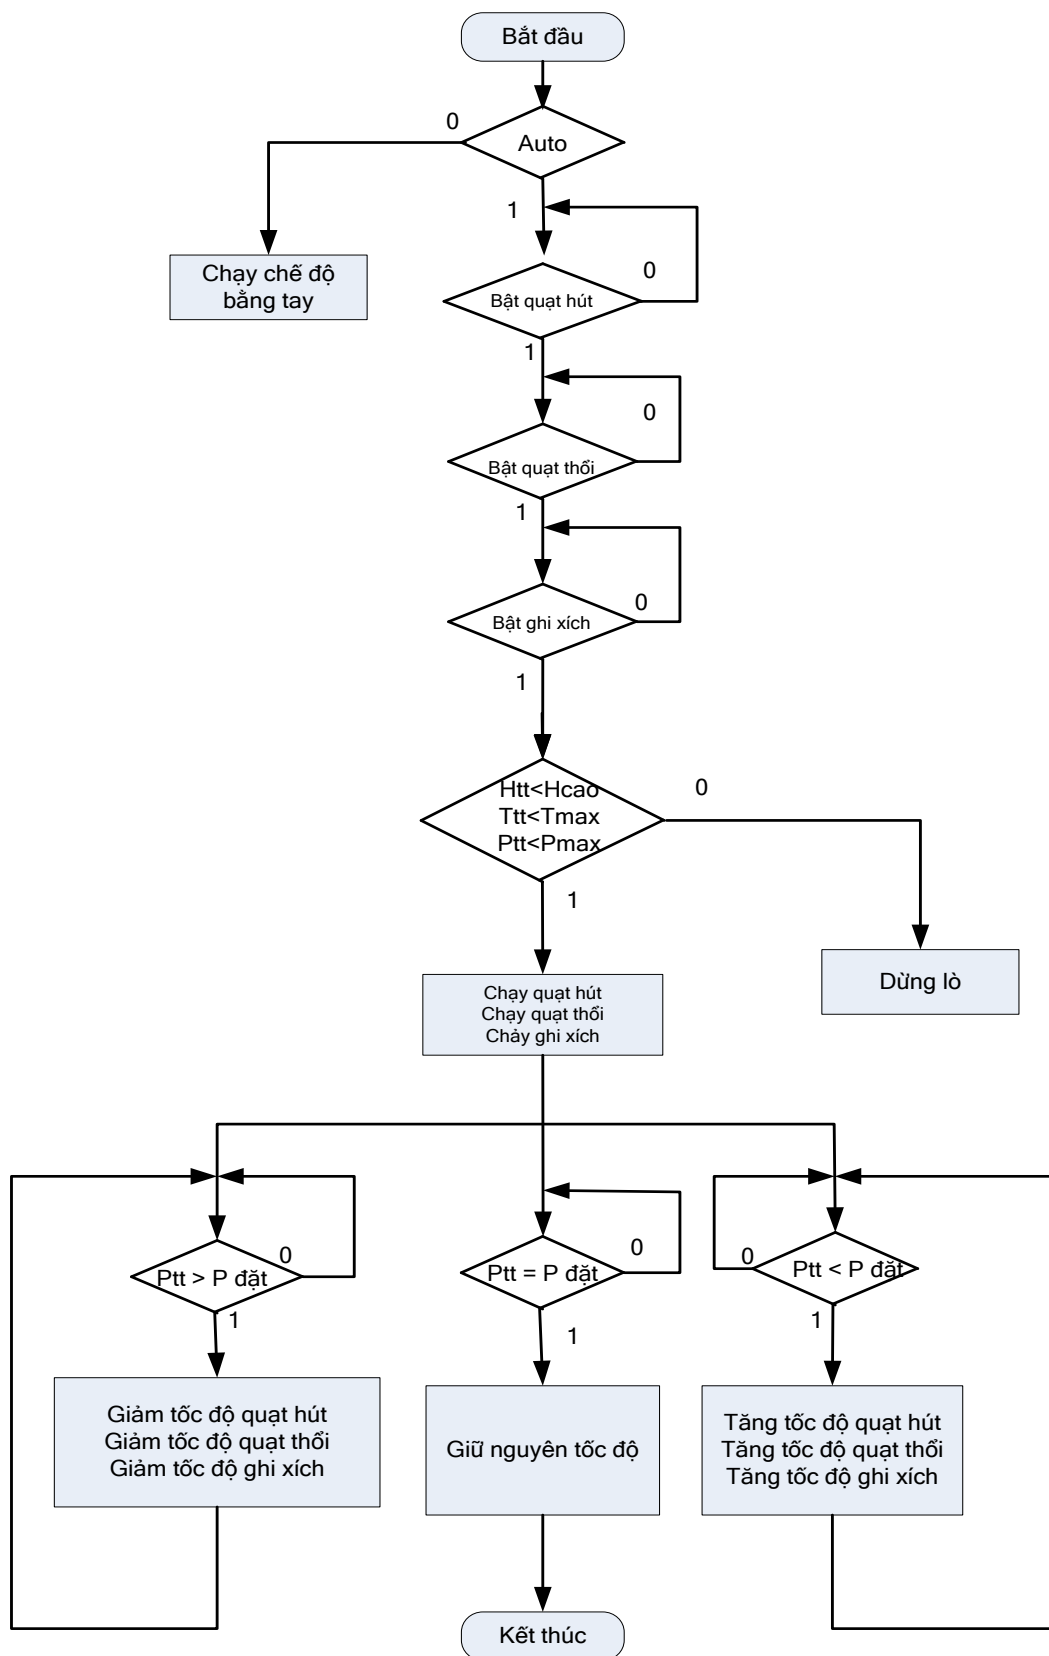 Bắt đầu
0
Auto
1
Chạy chế độ
bằng tay
0
Bật quạt hút
1
0
Bật quạt thổi
1
0
Bật ghi xích
1
Htt<Hcao
Ttt<Tmax
Ptt<Pmax
0
1
Dừng lò
Chạy quạt hút
Chạy quạt thổi
Chảy ghi xích
0
Ptt > P đặt
1
0
Ptt = P đặt
1
0
Ptt < P đặt
1
Giảm tốc độ quạt hút
Giảm tốc độ quạt thổi
Giảm tốc độ ghi xích
Giữ nguyên tốc độ
Tăng tốc độ quạt hút
Tăng tốc độ quạt thổi
Tăng tốc độ ghi xích
Kết thúc